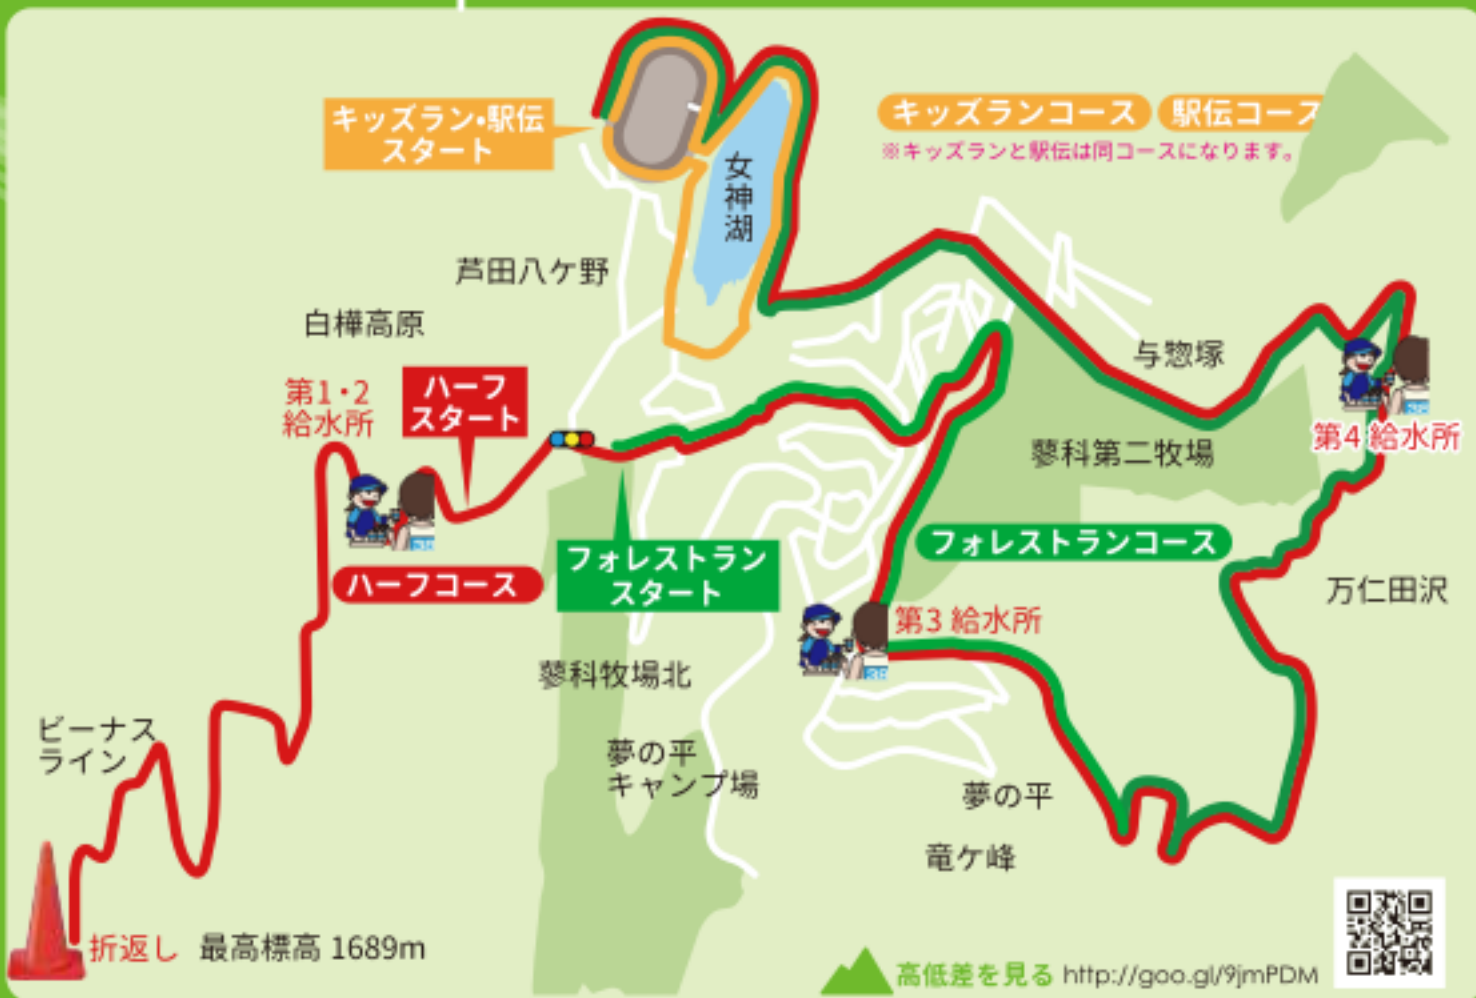 キッズラン・駅伝
スタート
キッズランコース
駅伝コース
※キッズランと駅伝は同コースになります。
女神湖
芦田八ケ野
白樺高原
第1・2
給水所
ハーフ
スタート
与惣塚
蓼科第二牧場
第4 給水所
フォレストランコース
フォレストラン
スタート
ハーフコース
万仁田沢
第3 給水所
蓼科牧場北
ビーナス
ライン
夢の平
キャンプ場
夢の平
竜ケ峰
折返し 最高標高 1689m
高低差を見る http://goo.gl/9jmPDM